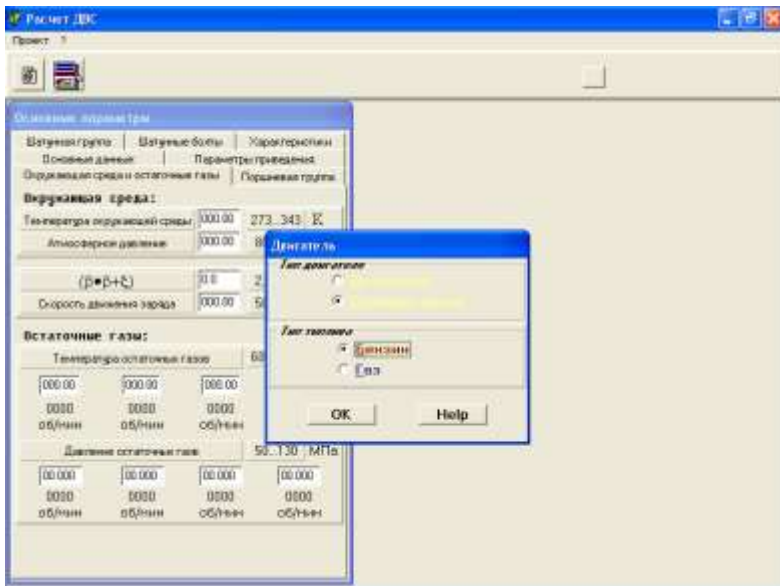 Расчет ДВС
Проект ?
Основные параметры
Шатунная группа Шатунные болты Характеристики
Основные данные Параметры приведения
Окружающая среда и остаточные газы Поршневая группа
Окружающая среда:
Температура окружающей среды 000.00 273..343 K
Атмосферное давление 000.00
(β•β+ξ) 0.0
Скорость движения заряда 000.00
Остаточные газы:
Температура остаточных газов
000.00 000.00 000.00
0000 0000 0000
об/мин об/мин об/мин
Давление остаточных газов 50..130 МПа
00.000 00.000 00.000 00.000
0000 0000 0000 0000
об/мин об/мин об/мин об/мин
Двигатель
Тип двигателя
Тип топлива
Бензин
Газ
OK Help